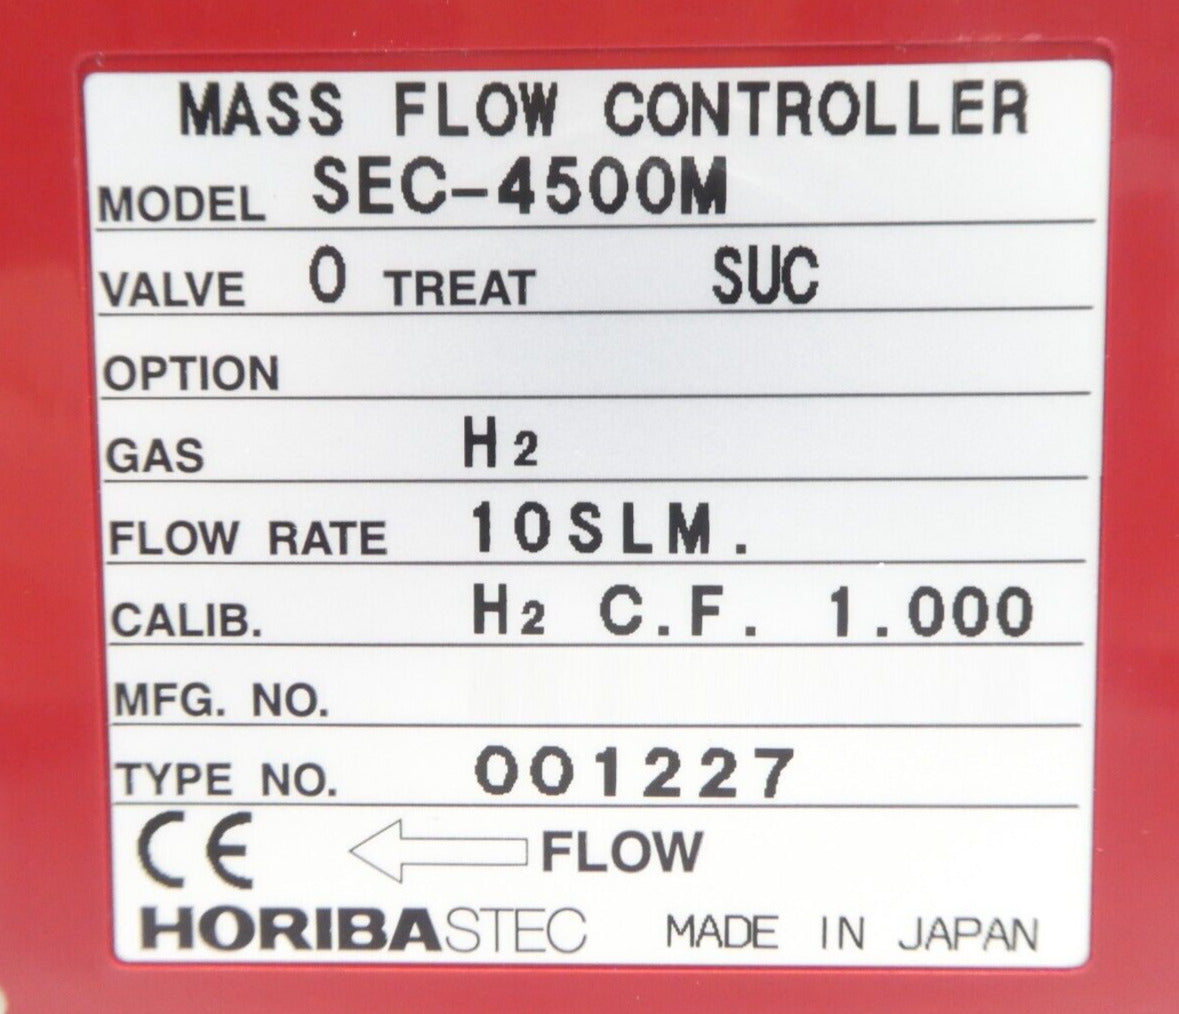 MASS FLOW CONTROLLER
MODEL SEC-4500M
VALVE O TREAT SUC
OPTION
GAS H2
FLOW RATE 10SLM.
CALIB. H2 C.F. 1.000
MFG. NO.
TYPE NO. 001227
CE FLOW
HORIBASTEC MADE IN JAPAN